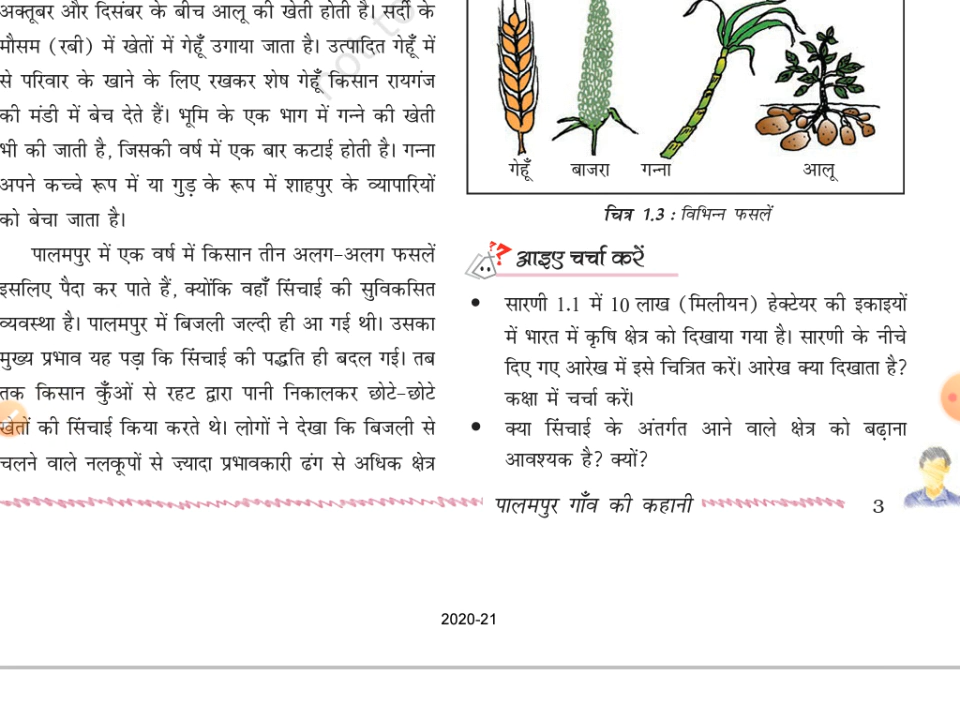 अक्तूबर और दिसंबर के बीच आलू की खेती होती है। सर्दी के
मौसम (रबी) में खेतों में गेहूँ उगाया जाता है। उत्पादित गेहूँ में
से परिवार के खाने के लिए रखकर शेष गेहूँ किसान रायगंज
की मंडी में बेच देते हैं। भूमि के एक भाग में गन्ने की खेती
भी की जाती है, जिसकी वर्ष में एक बार कटाई होती है। गन्ना
अपने कच्चे रूप में या गुड़ के रूप में शाहपुर के व्यापारियों
को बेचा जाता है।
पालमपुर में एक वर्ष में किसान तीन अलग-अलग फसलें
इसलिए पैदा कर पाते हैं, क्योंकि वहाँ सिंचाई की सुविकसित
व्यवस्था है। पालमपुर में बिजली जल्दी ही आ गई थी। उसका
मुख्य प्रभाव यह पड़ा कि सिंचाई की पद्धति ही बदल गई। तब
तक किसान कुँओं से रहट द्वारा पानी निकालकर छोटे-छोटे
खेतों की सिंचाई किया करते थे। लोगों ने देखा कि बिजली से
चलने वाले नलकूपों से ज़्यादा प्रभावकारी ढंग से अधिक क्षेत्र
गेहूँ बाजरा गन्ना आलू
चित्र 1.3 : विभिन्न फसलें
आइए चर्चा करें
• सारणी 1.1 में 10 लाख (मिलीयन) हेक्टेयर की इकाइयों
में भारत में कृषि क्षेत्र को दिखाया गया है। सारणी के नीचे
दिए गए आरेख में इसे चित्रित करें। आरेख क्या दिखाता है?
कक्षा में चर्चा करें।
• क्या सिंचाई के अंतर्गत आने वाले क्षेत्र को बढ़ाना
आवश्यक है? क्यों?
पालमपुर गाँव की कहानी 3
2020-21